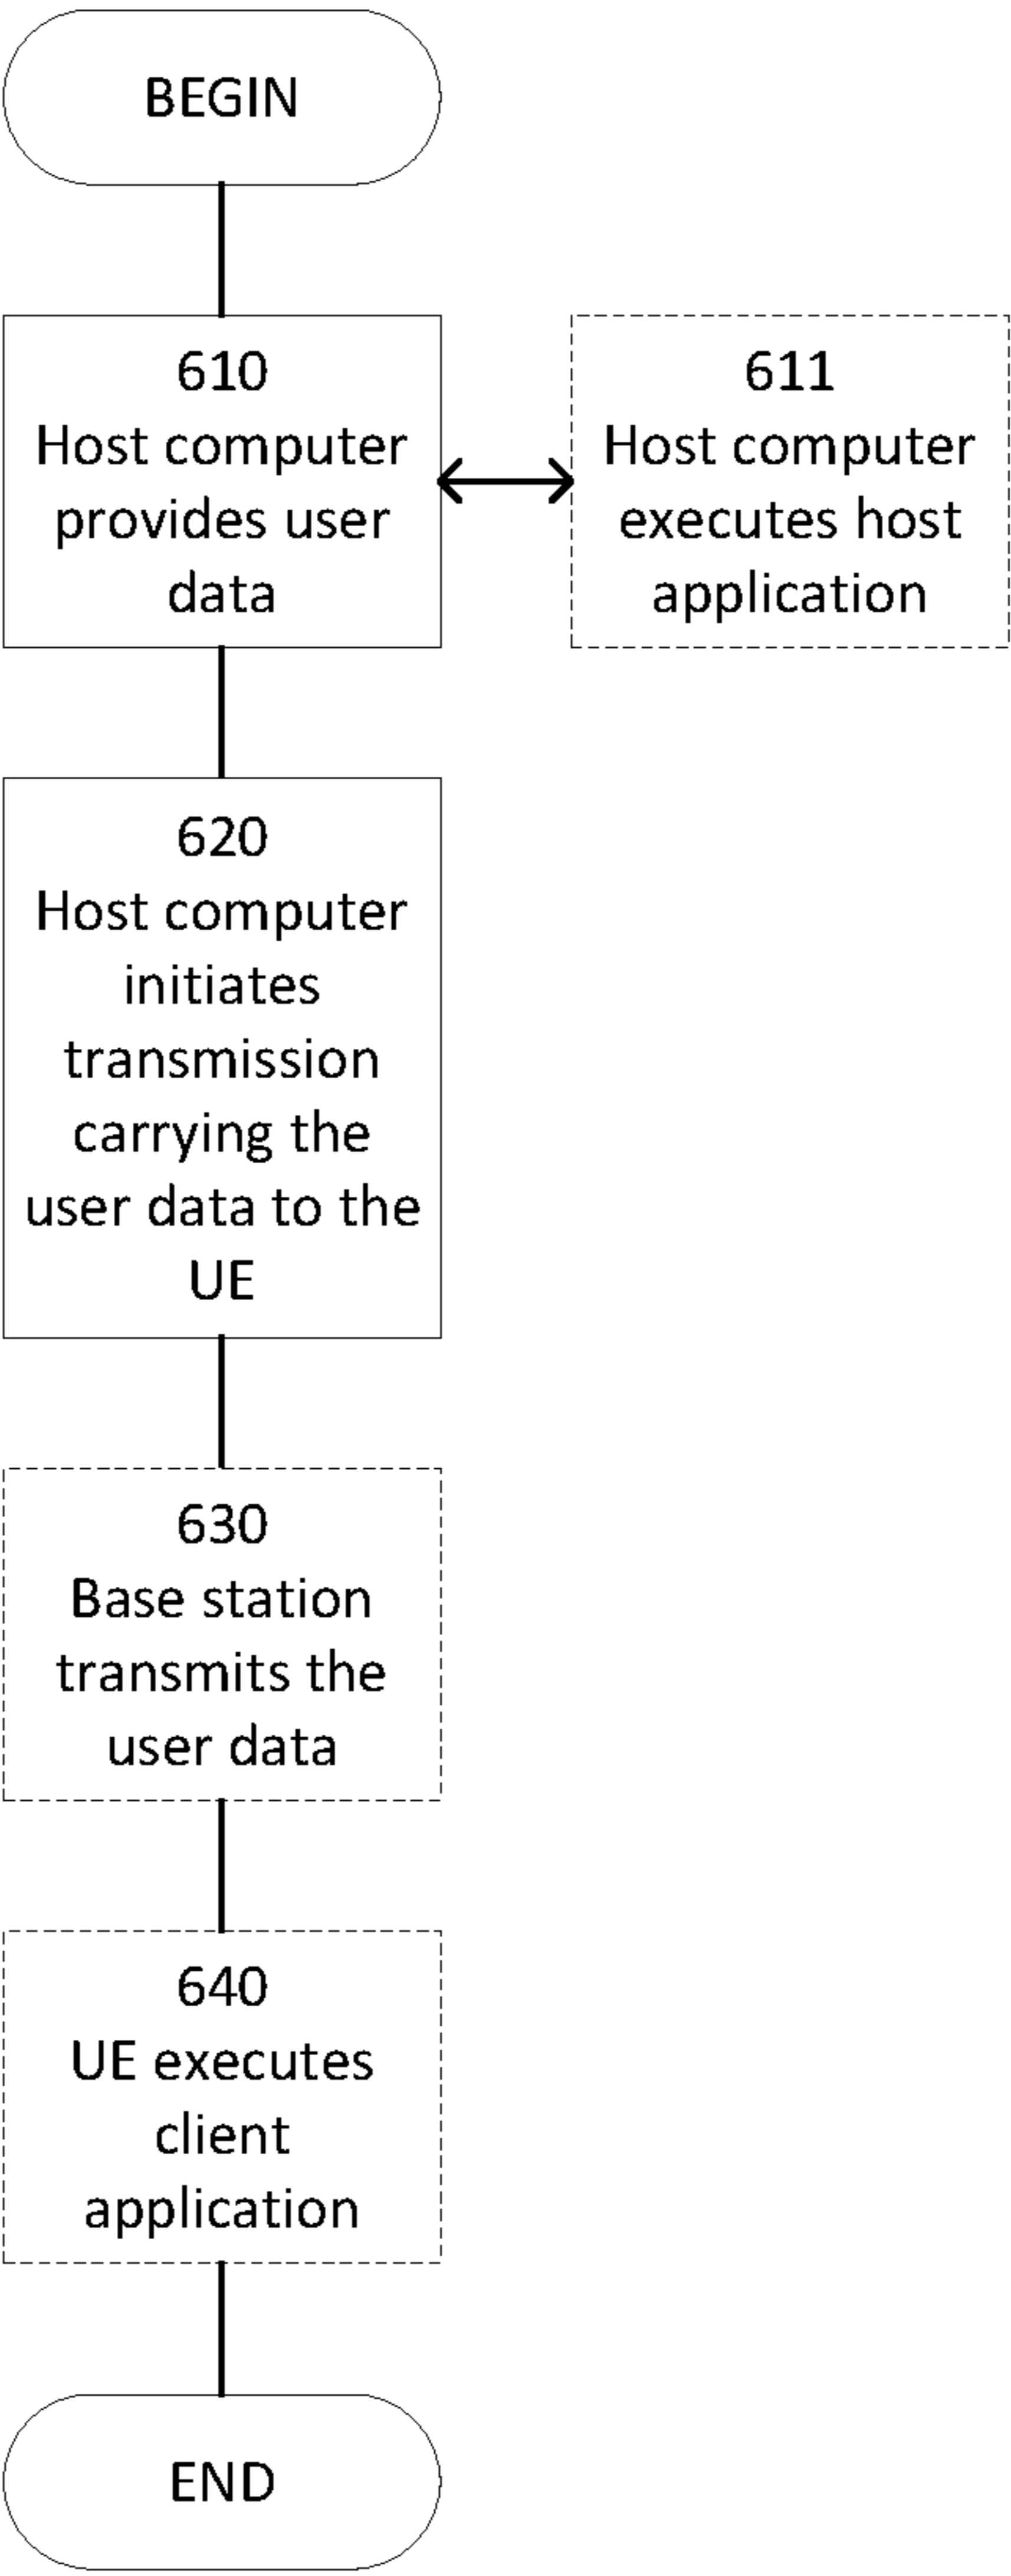 BEGIN
610
Host computer
provides user
data
611
Host computer
executes host
application
620
Host computer
initiates
transmission
carrying the
user data to the
UE
630
Base station
transmits the
user data
640
UE executes
client
application
END